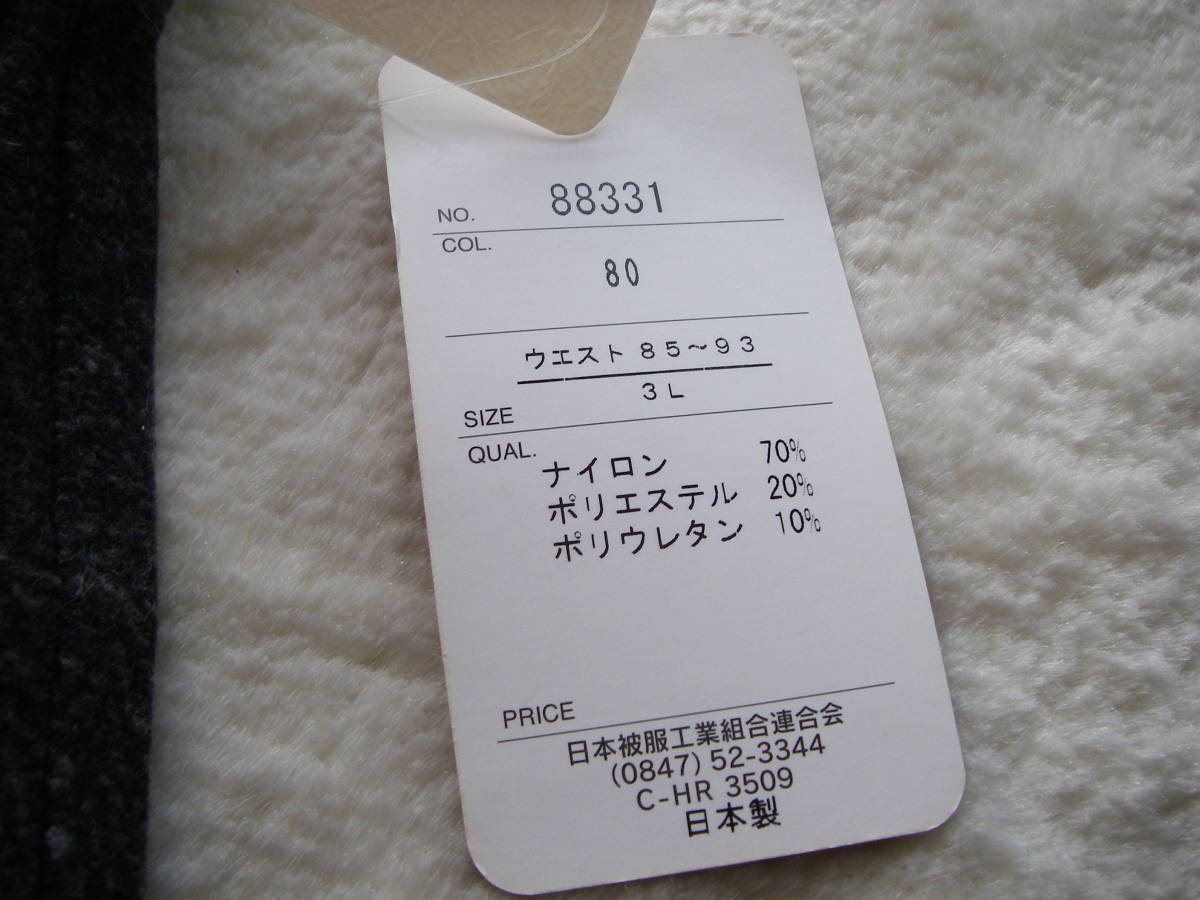 NO. 88331
COL.
80
ウエスト 85～93
3L
SIZE
QUAL.
ナイロン 70%
ポリエステル 20%
ポリウレタン 10%
PRICE
日本被服工業組合連合会
(0847) 52-3344
C-HR 3509
日本製